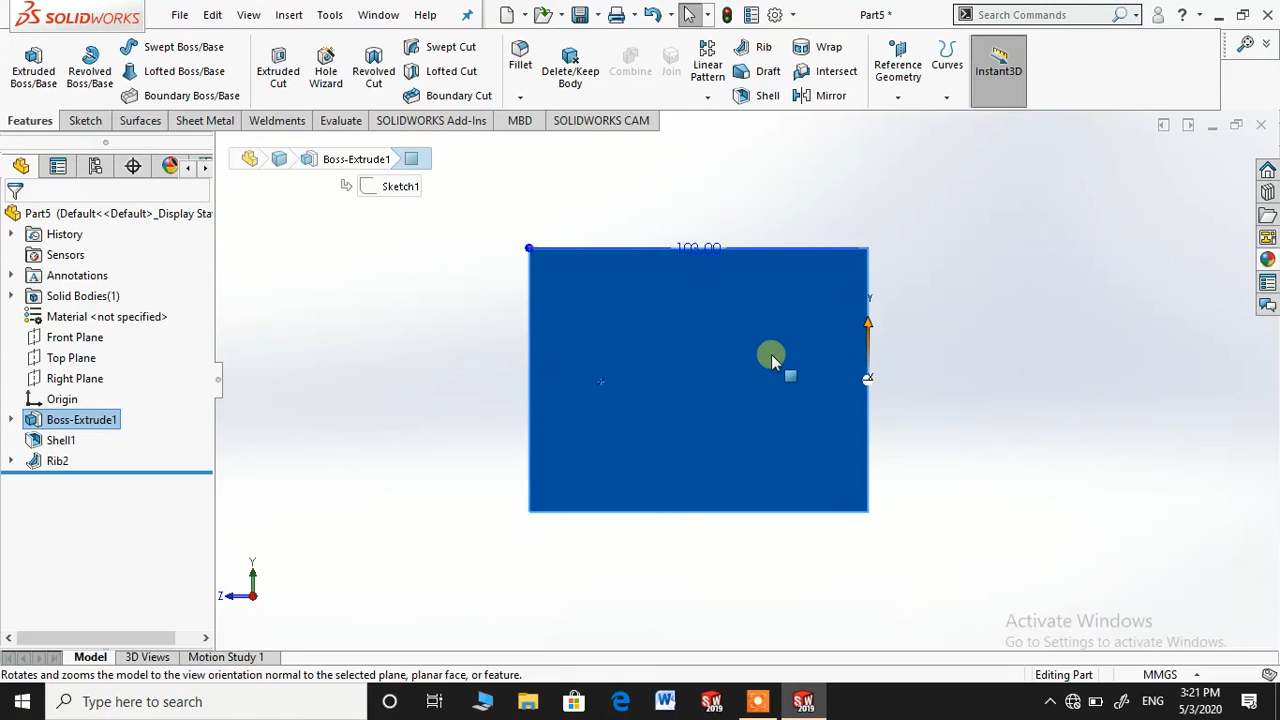 SOLIDWORKS File Edit View Insert Tools Window Help Part5 * Search Commands ?
Extruded Boss/Base
Revolved Boss/Base
Swept Boss/Base
Lofted Boss/Base
Boundary Boss/Base
Extruded Cut
Hole Wizard
Revolved Cut
Swept Cut
Lofted Cut
Boundary Cut
Fillet
Delete/Keep Body
Combine
Join
Linear Pattern
Rib
Draft
Shell
Wrap
Intersect
Mirror
Reference Geometry
Curves
Instant3D
Features Sketch Surfaces Sheet Metal Weldments Evaluate SOLIDWORKS Add-Ins MBD SOLIDWORKS CAM
Boss-Extrude1
Sketch1
Part5 (Default<<Default>_Display Sta
History
Sensors
Annotations
Solid Bodies(1)
Material <not specified>
Front Plane
Top Plane
Right Plane
Origin
Boss-Extrude1
Shell1
Rib2
103.00
Y
X
Y
Z
Activate Windows
Go to Settings to activate Windows.
Model 3D Views Motion Study 1
Rotates and zooms the model to the view orientation normal to the selected plane, planar face, or feature. Editing Part MMGS
Type here to search
SW 2019
SW 2019
ENG
3:21 PM
5/3/2020